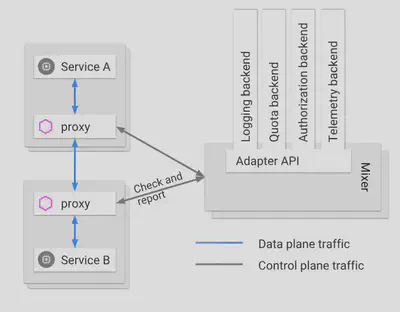 Service A
proxy
proxy
Service B
Check and
report
Logging backend
Quota backend
Authorization backend
Telemetry backend
Adapter API
Mixer
Data plane traffic
Control plane traffic